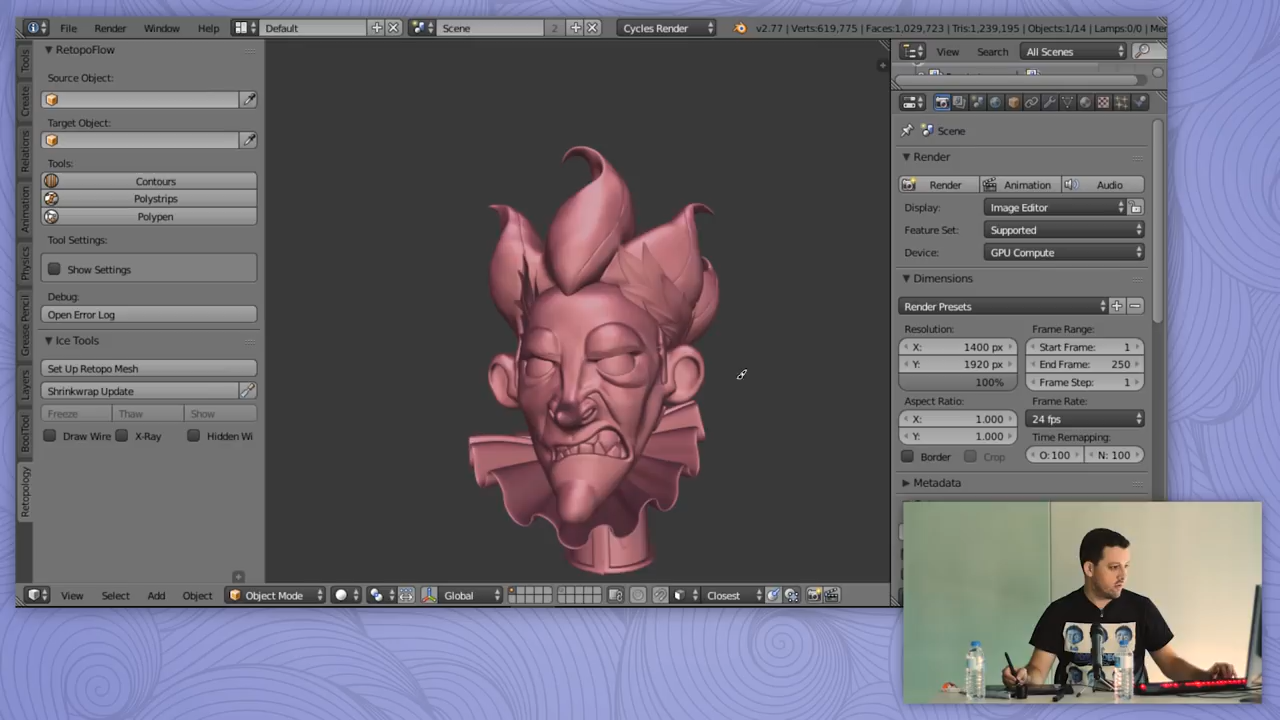 File Render Window Help Default Scene 2 Cycles Render v2.77 | Verts:619,775 | Faces:1,029,723 | Tris:1,239,195 | Objects:1/14 | Lamps:0/0 | Mer
Tools
Create
Relations
Animation
Physics
Grease Pencil
Layers
BoolTool
Retopology
RetopoFlow
Source Object:
Target Object:
Tools:
Contours
Polystrips
Polypen
Tool Settings:
Show Settings
Debug:
Open Error Log
Ice Tools
Set Up Retopo Mesh
Shrinkwrap Update
Freeze Thaw Show
Draw Wire X-Ray Hidden Wi
View Select Add Object Object Mode Global Closest
View Search All Scenes
Scene
Render
Render Animation Audio
Display: Image Editor
Feature Set: Supported
Device: GPU Compute
Dimensions
Render Presets
Resolution: Frame Range:
X: 1400 px Start Frame: 1
Y: 1920 px End Frame: 250
100% Frame Step: 1
Aspect Ratio: Frame Rate:
X: 1.000 24 fps
Y: 1.000 Time Remapping:
Border Crop O:100 N: 100
Metadata